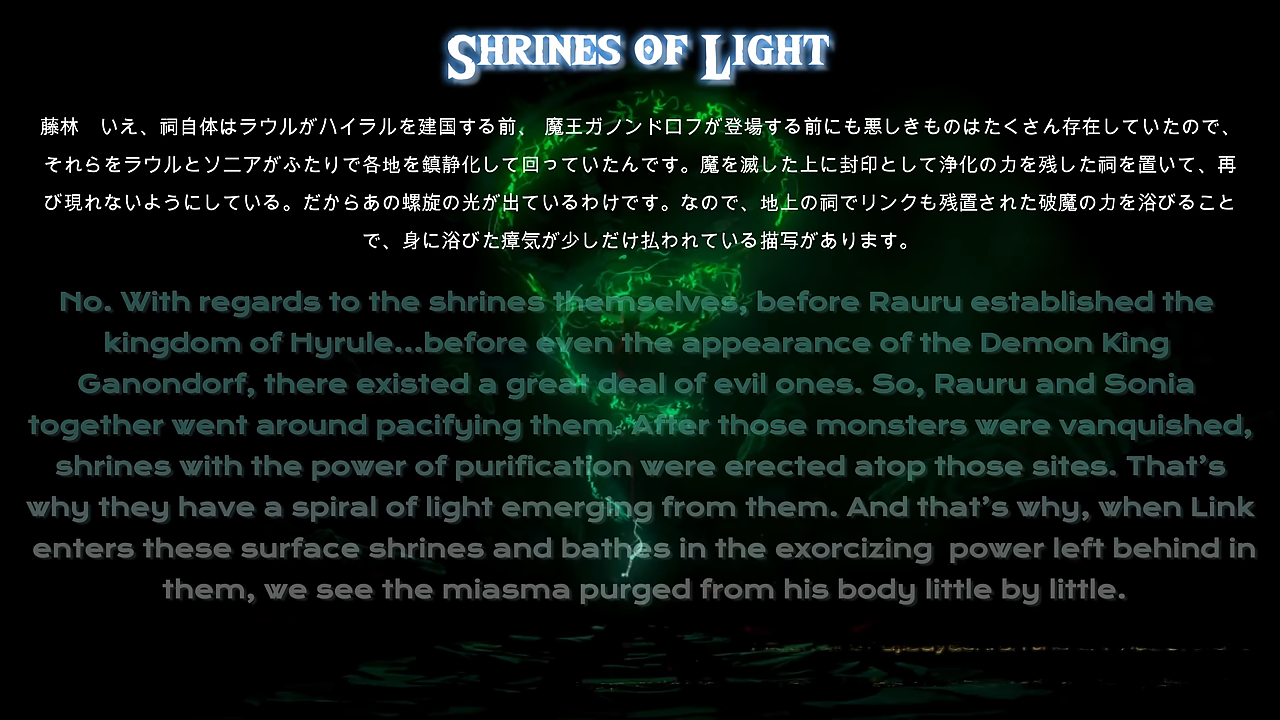 SHRINES OF LIGHT
藤林　いえ、祠自体はラウルがハイラルを建国する前、 魔王ガノンドロフが登場する前にも悪しきものはたくさん存在していたので、
それらをラウルとソニアがふたりで各地を鎮静化して回っていたんです。魔を滅した上に封印として浄化の力を残した祠を置いて、再
び現れないようにしている。だからあの螺旋の光が出ているわけです。なので、地上の祠でリンクも残置された破魔の力を浴びること
で、身に浴びた瘴気が少しだけ払われている描写があります。
No. With regards to the shrines themselves, before Rauru established the
kingdom of Hyrule...before even the appearance of the Demon King
Ganondorf, there existed a great deal of evil ones. So, Rauru and Sonia
together went around pacifying them. After those monsters were vanquished,
shrines with the power of purification were erected atop those sites. That's
why they have a spiral of light emerging from them. And that's why, when Link
enters these surface shrines and bathes in the exorcizing power left behind in
them, we see the miasma purged from his body little by little.